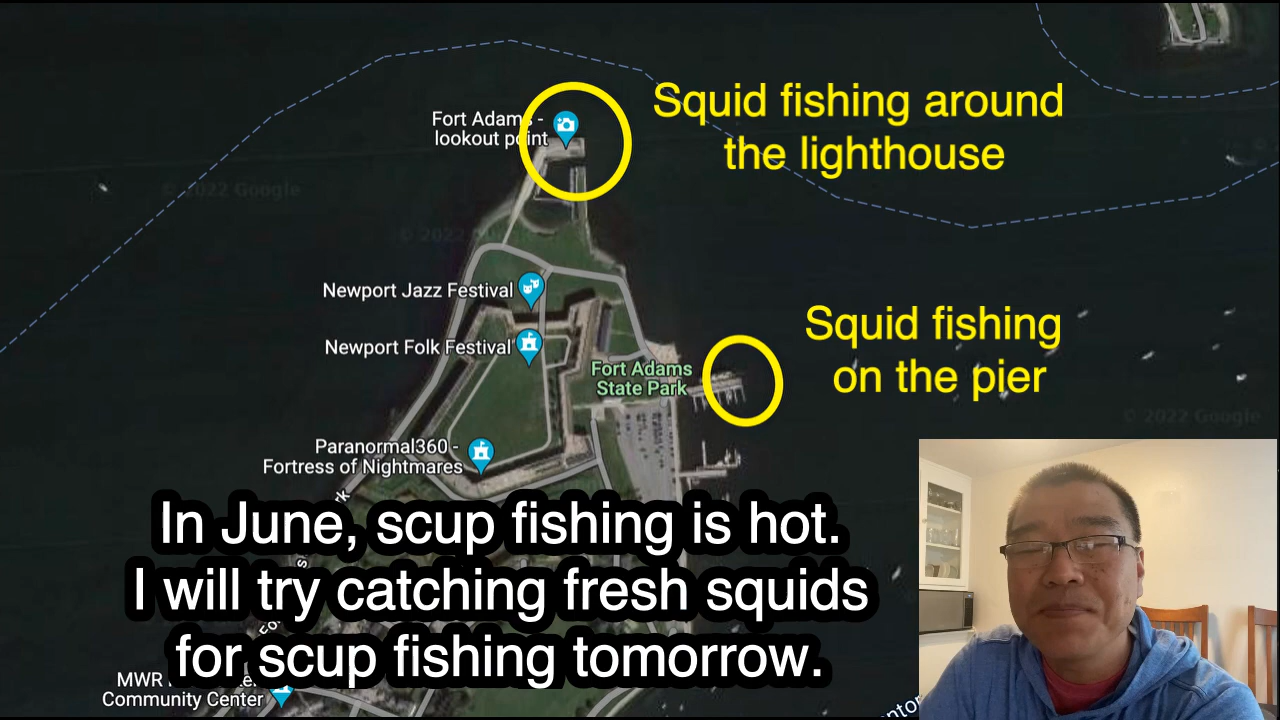 Fort Adams -
lookout point
Squid fishing around
the lighthouse
© 2022 Google
© 2022
Newport Jazz Festival
Newport Folk Festival
Fort Adams
State Park
Squid fishing
on the pier
© 2022 Google
Paranormal360 -
Fortress of Nightmares
In June, scup fishing is hot.
I will try catching fresh squids
for scup fishing tomorrow.
MWR
Community Center